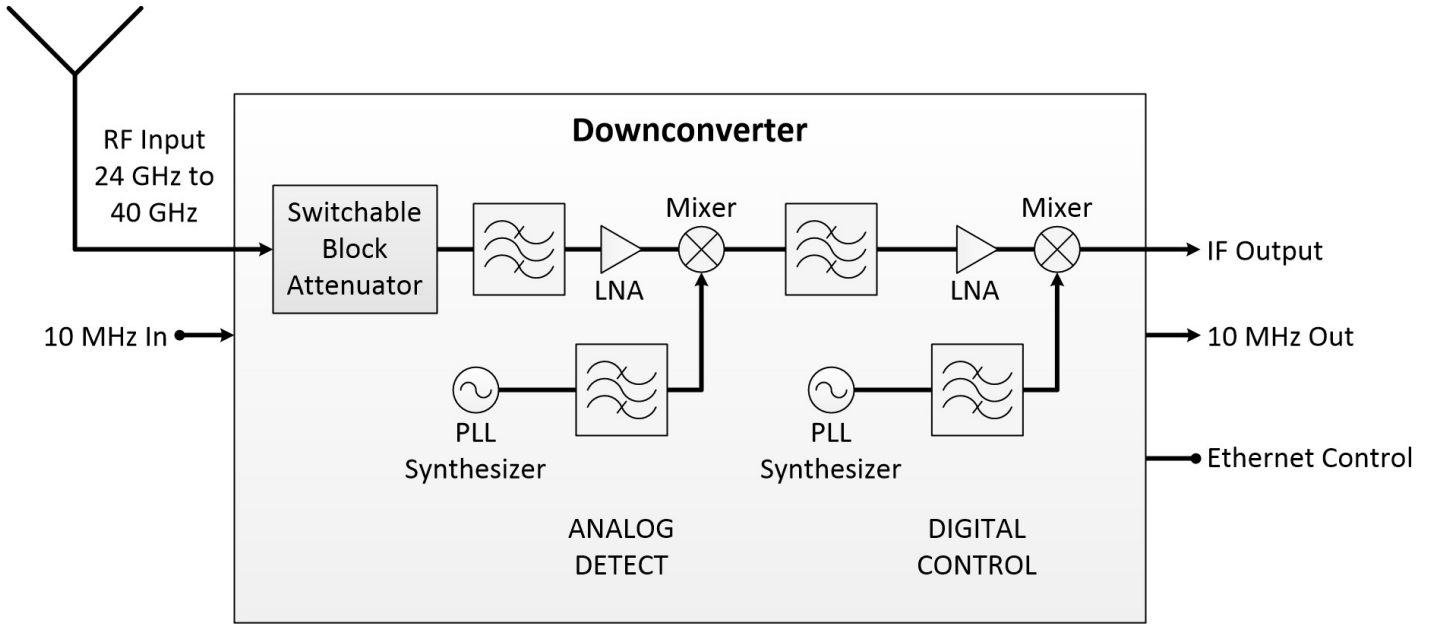 Downconverter
RF Input
24 GHz to
40 GHz
Switchable
Block
Attenuator
Mixer
Mixer
LNA
LNA
IF Output
10 MHz In
10 MHz Out
PLL
Synthesizer
PLL
Synthesizer
Ethernet Control
ANALOG
DETECT
DIGITAL
CONTROL